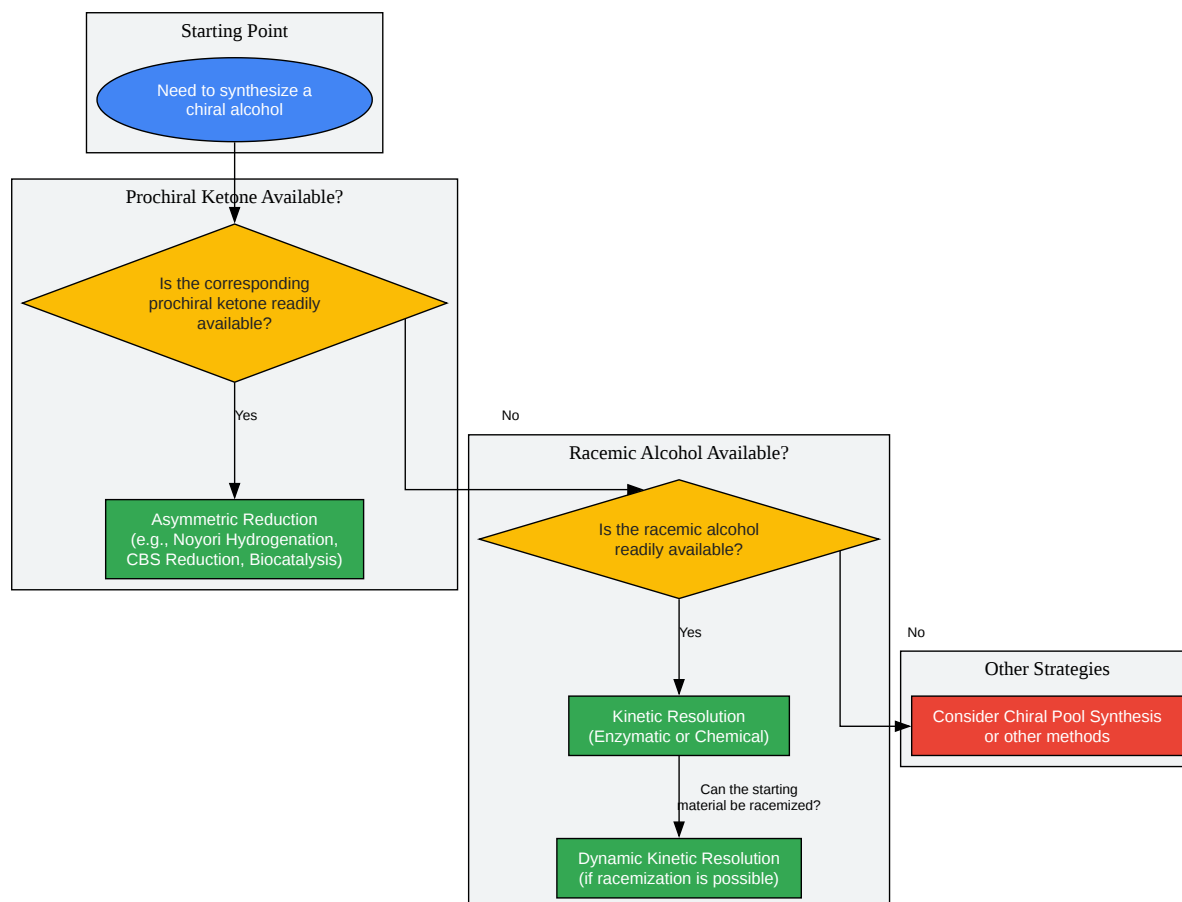 Starting Point
Need to synthesize a
chiral alcohol
Prochiral Ketone Available?
Is the corresponding
prochiral ketone readily
available?
Yes
No
Asymmetric Reduction
(e.g., Noyori Hydrogenation,
CBS Reduction, Biocatalysis)
Racemic Alcohol Available?
Is the racemic alcohol
readily available?
Yes
No
Other Strategies
Consider Chiral Pool Synthesis
or other methods
Kinetic Resolution
(Enzymatic or Chemical)
Can the starting
material be racemized?
Dynamic Kinetic Resolution
(if racemization is possible)